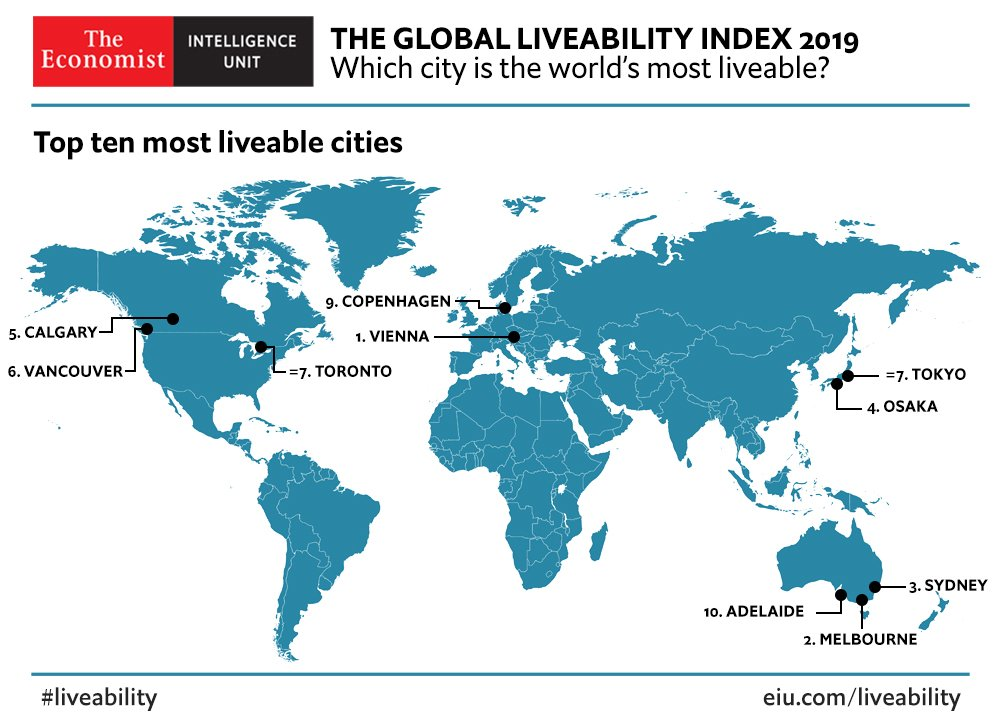 The
Economist
INTELLIGENCE
UNIT
THE GLOBAL LIVEABILITY INDEX 2019
Which city is the world's most liveable?
Top ten most liveable cities
9. COPENHAGEN
1. VIENNA
5. CALGARY
6. VANCOUVER
=7. TORONTO
=7. TOKYO
4. OSAKA
3. SYDNEY
10. ADELAIDE
2. MELBOURNE
#liveability
eiu.com/liveability